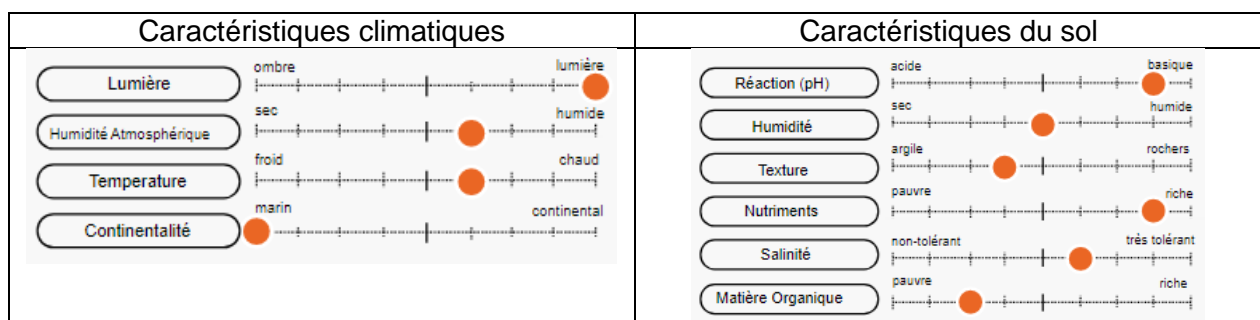 Caractéristiques climatiques
Lumière
ombre
lumière
Humidité Atmosphérique
sec
humide
Temperature
froid
chaud
Continentalité
marin
continental
Caractéristiques du sol
Réaction (pH)
acide
basique
Humidité
sec
humide
Texture
argile
rochers
Nutriments
pauvre
riche
Salinité
non-tolérant
très tolérant
Matière Organique
pauvre
riche